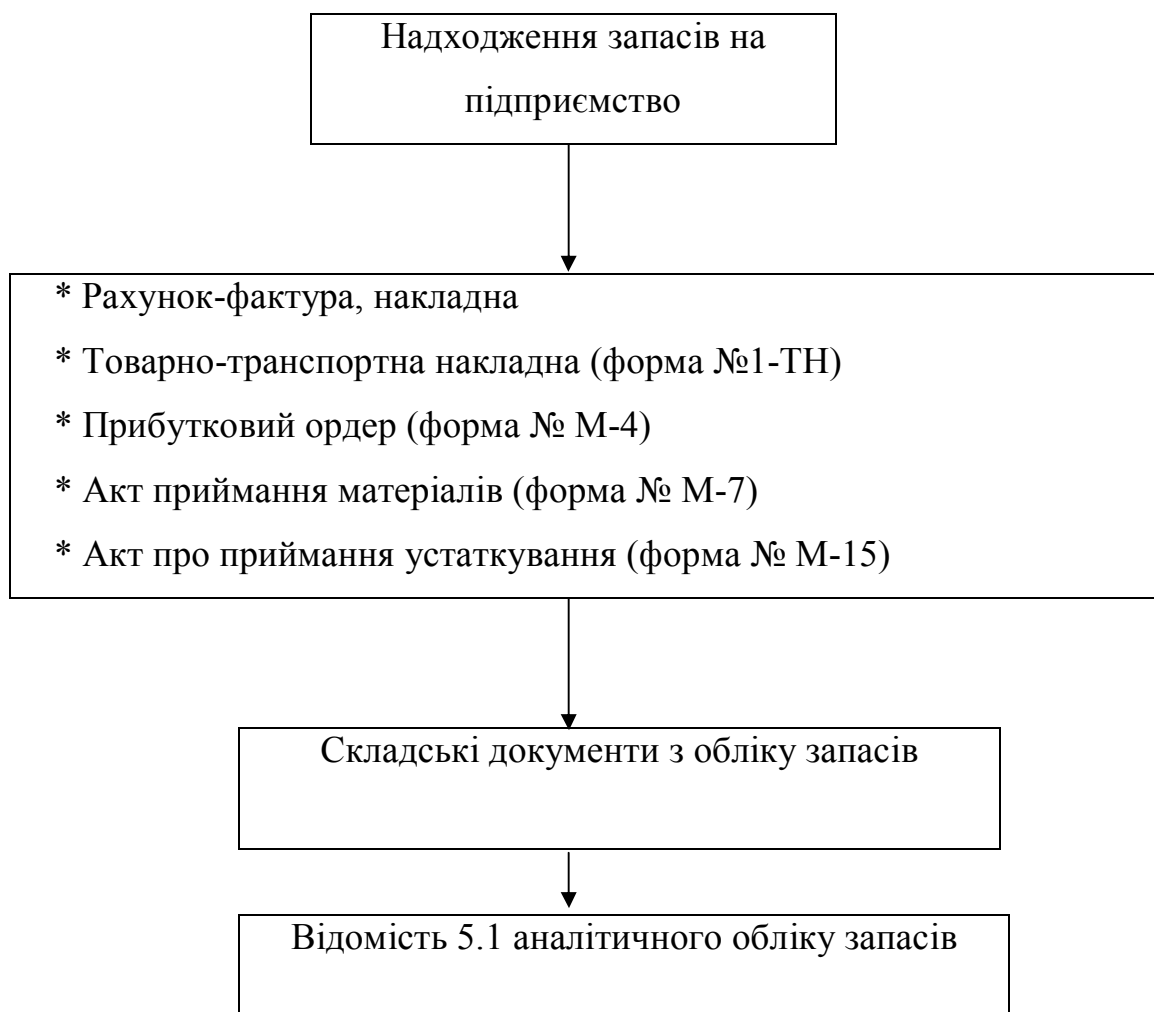 Надходження запасів на
підприємство
* Рахунок-фактура, накладна
* Товарно-транспортна накладна (форма №1-ТН)
* Прибутковий ордер (форма № М-4)
* Акт приймання матеріалів (форма № М-7)
* Акт про приймання устаткування (форма № М-15)
Складські документи з обліку запасів
Відомість 5.1 аналітичного обліку запасів